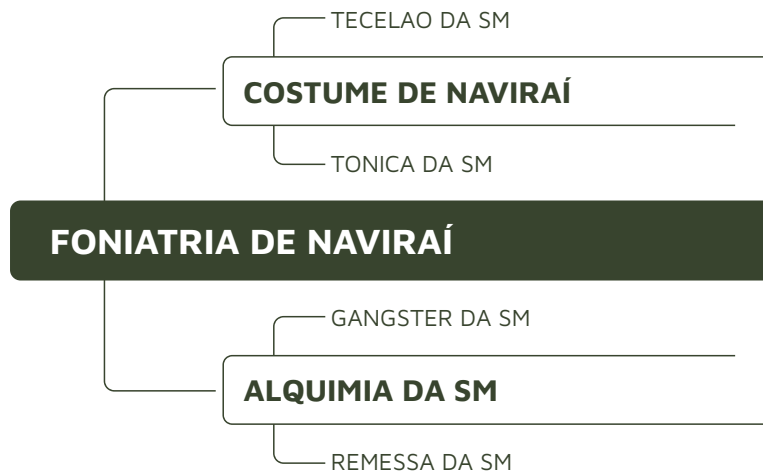 TECELAO DA SM
COSTUME DE NAVIRAÍ
TONICA DA SM
FONIATRIA DE NAVIRAÍ
GANGSTER DA SM
ALQUIMIA DA SM
REMESSA DA SM